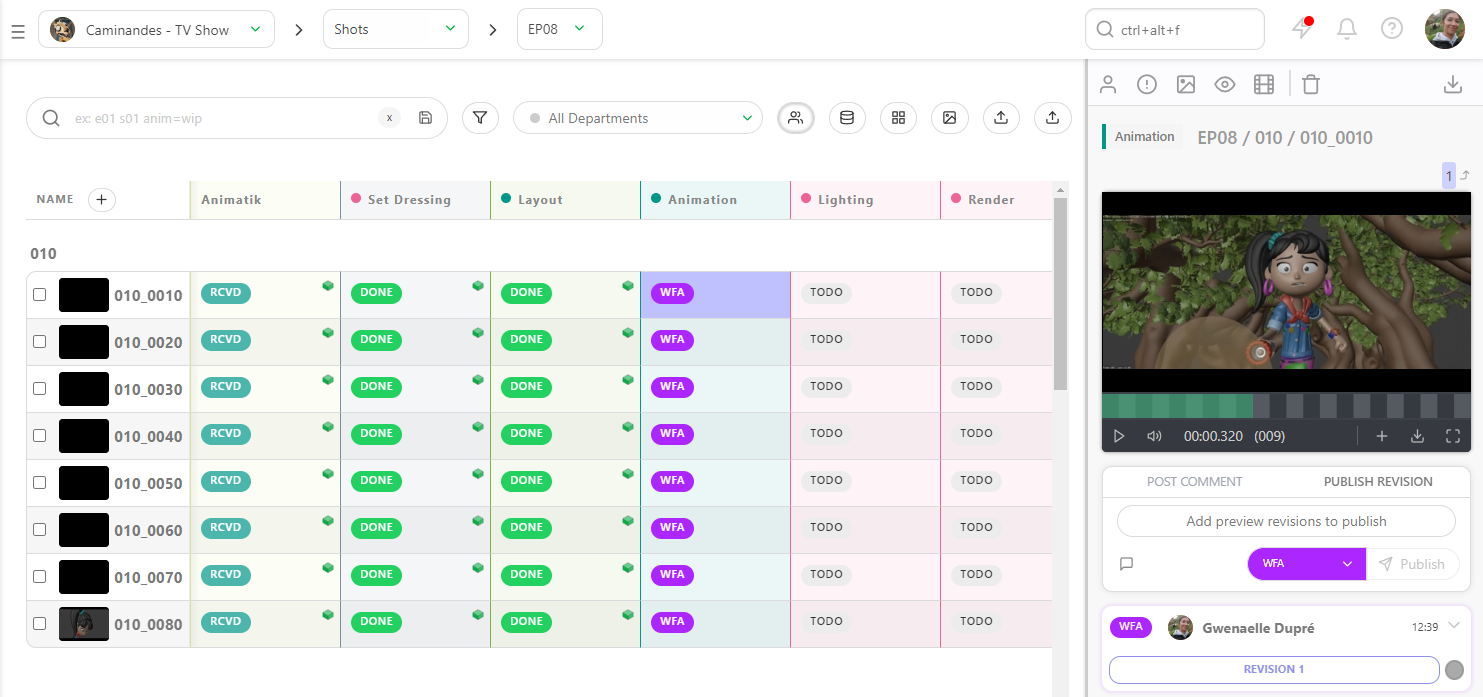 Caminandes - TV Show
Shots
EP08
ctrl+alt+f
ex: e01 s01 anim=wip
x
All Departments
NAME
Animatik
Set Dressing
Layout
Animation
Lighting
Render
010
010_0010 RCVD DONE DONE WFA TODO TODO
010_0020 RCVD DONE DONE WFA TODO TODO
010_0030 RCVD DONE DONE WFA TODO TODO
010_0040 RCVD DONE DONE WFA TODO TODO
010_0050 RCVD DONE DONE WFA TODO TODO
010_0060 RCVD DONE DONE WFA TODO TODO
010_0070 RCVD DONE DONE WFA TODO TODO
010_0080 RCVD DONE DONE WFA TODO TODO
Animation
EP08 / 010 / 010_0010
1
00:00.320 (009)
POST COMMENT
PUBLISH REVISION
Add preview revisions to publish
WFA
Publish
WFA
Gwenaelle Dupré
12:39
REVISION 1